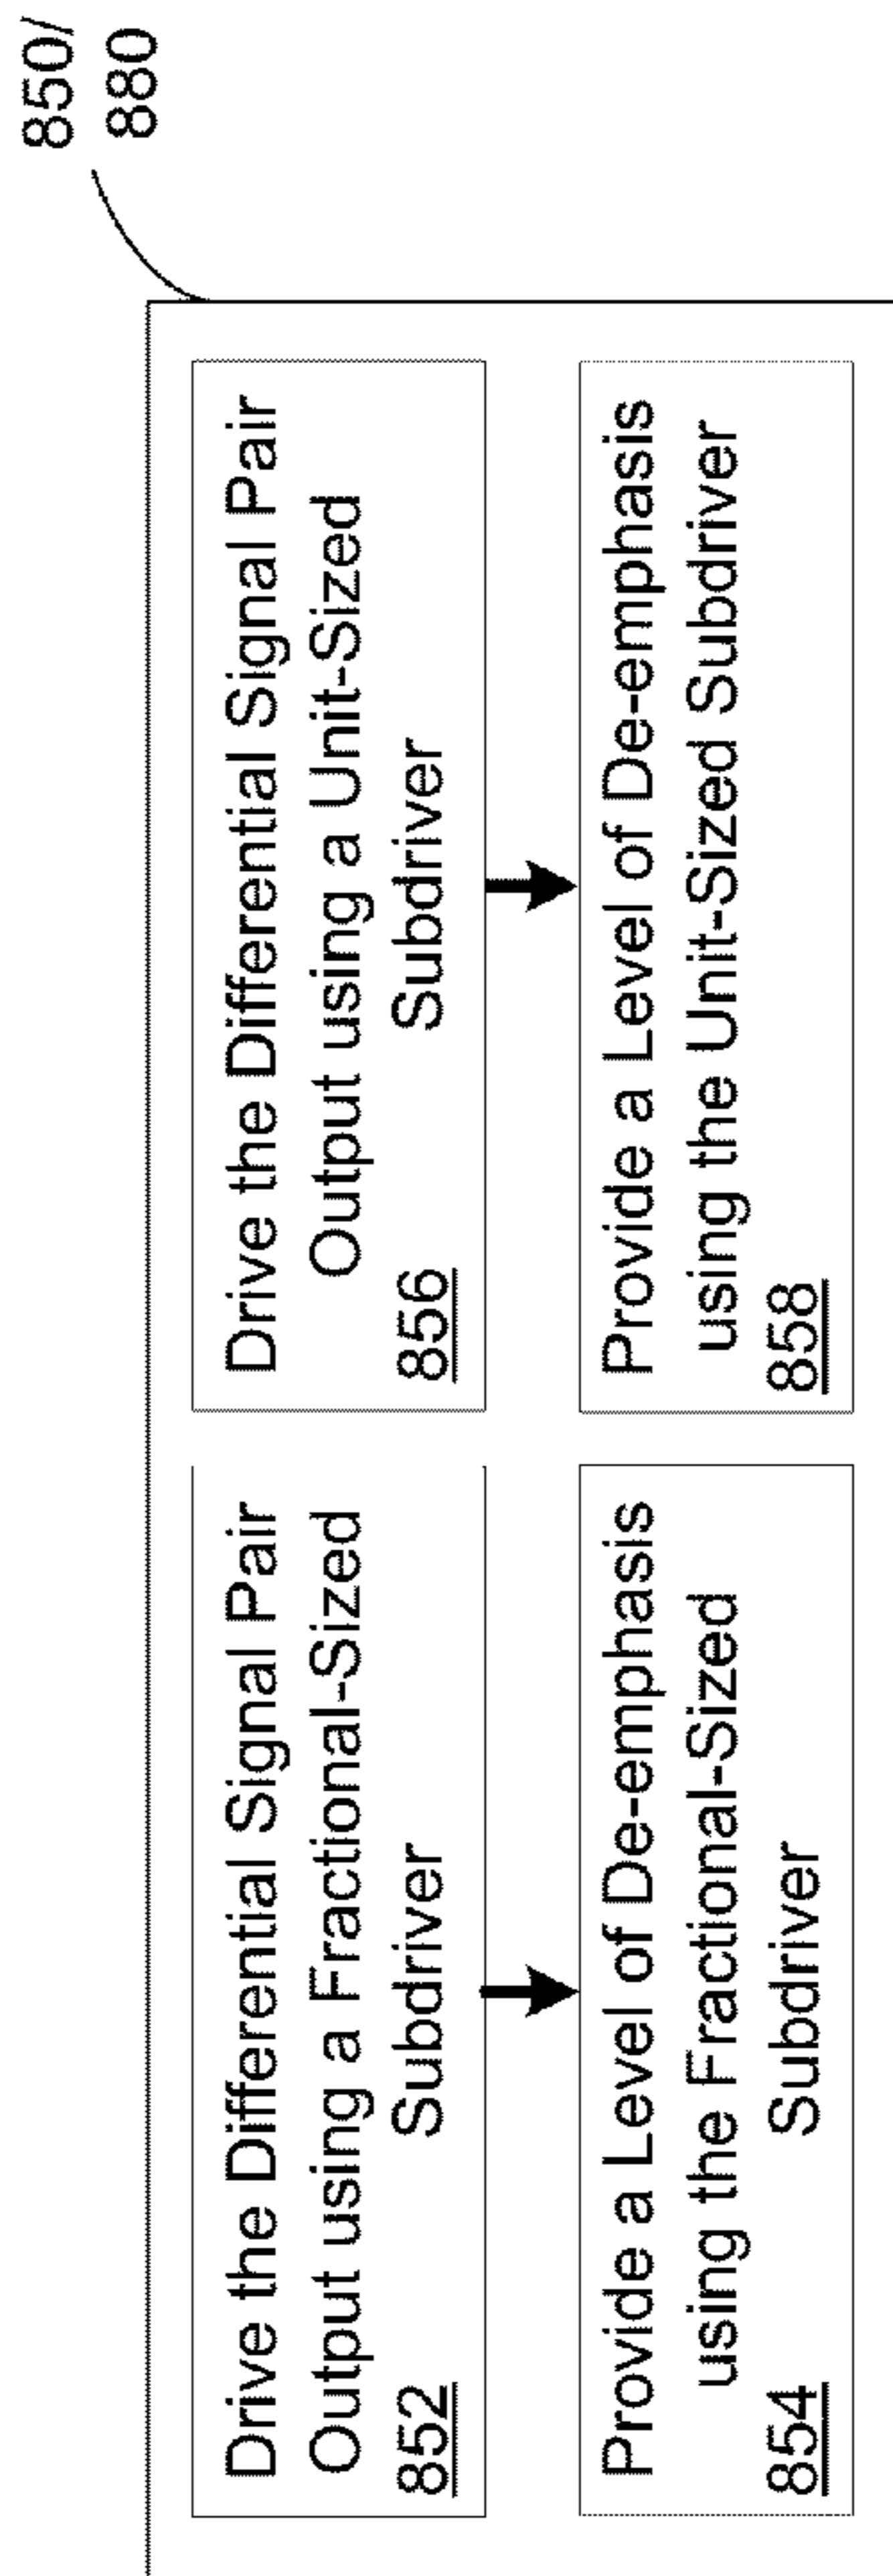 850/
880
Drive the Differential Signal Pair
Output using a Fractional-Sized
Subdriver
852
Provide a Level of De-emphasis
using the Fractional-Sized
Subdriver
854
Drive the Differential Signal Pair
Output using a Unit-Sized
Subdriver
856
Provide a Level of De-emphasis
using the Unit-Sized Subdriver
858